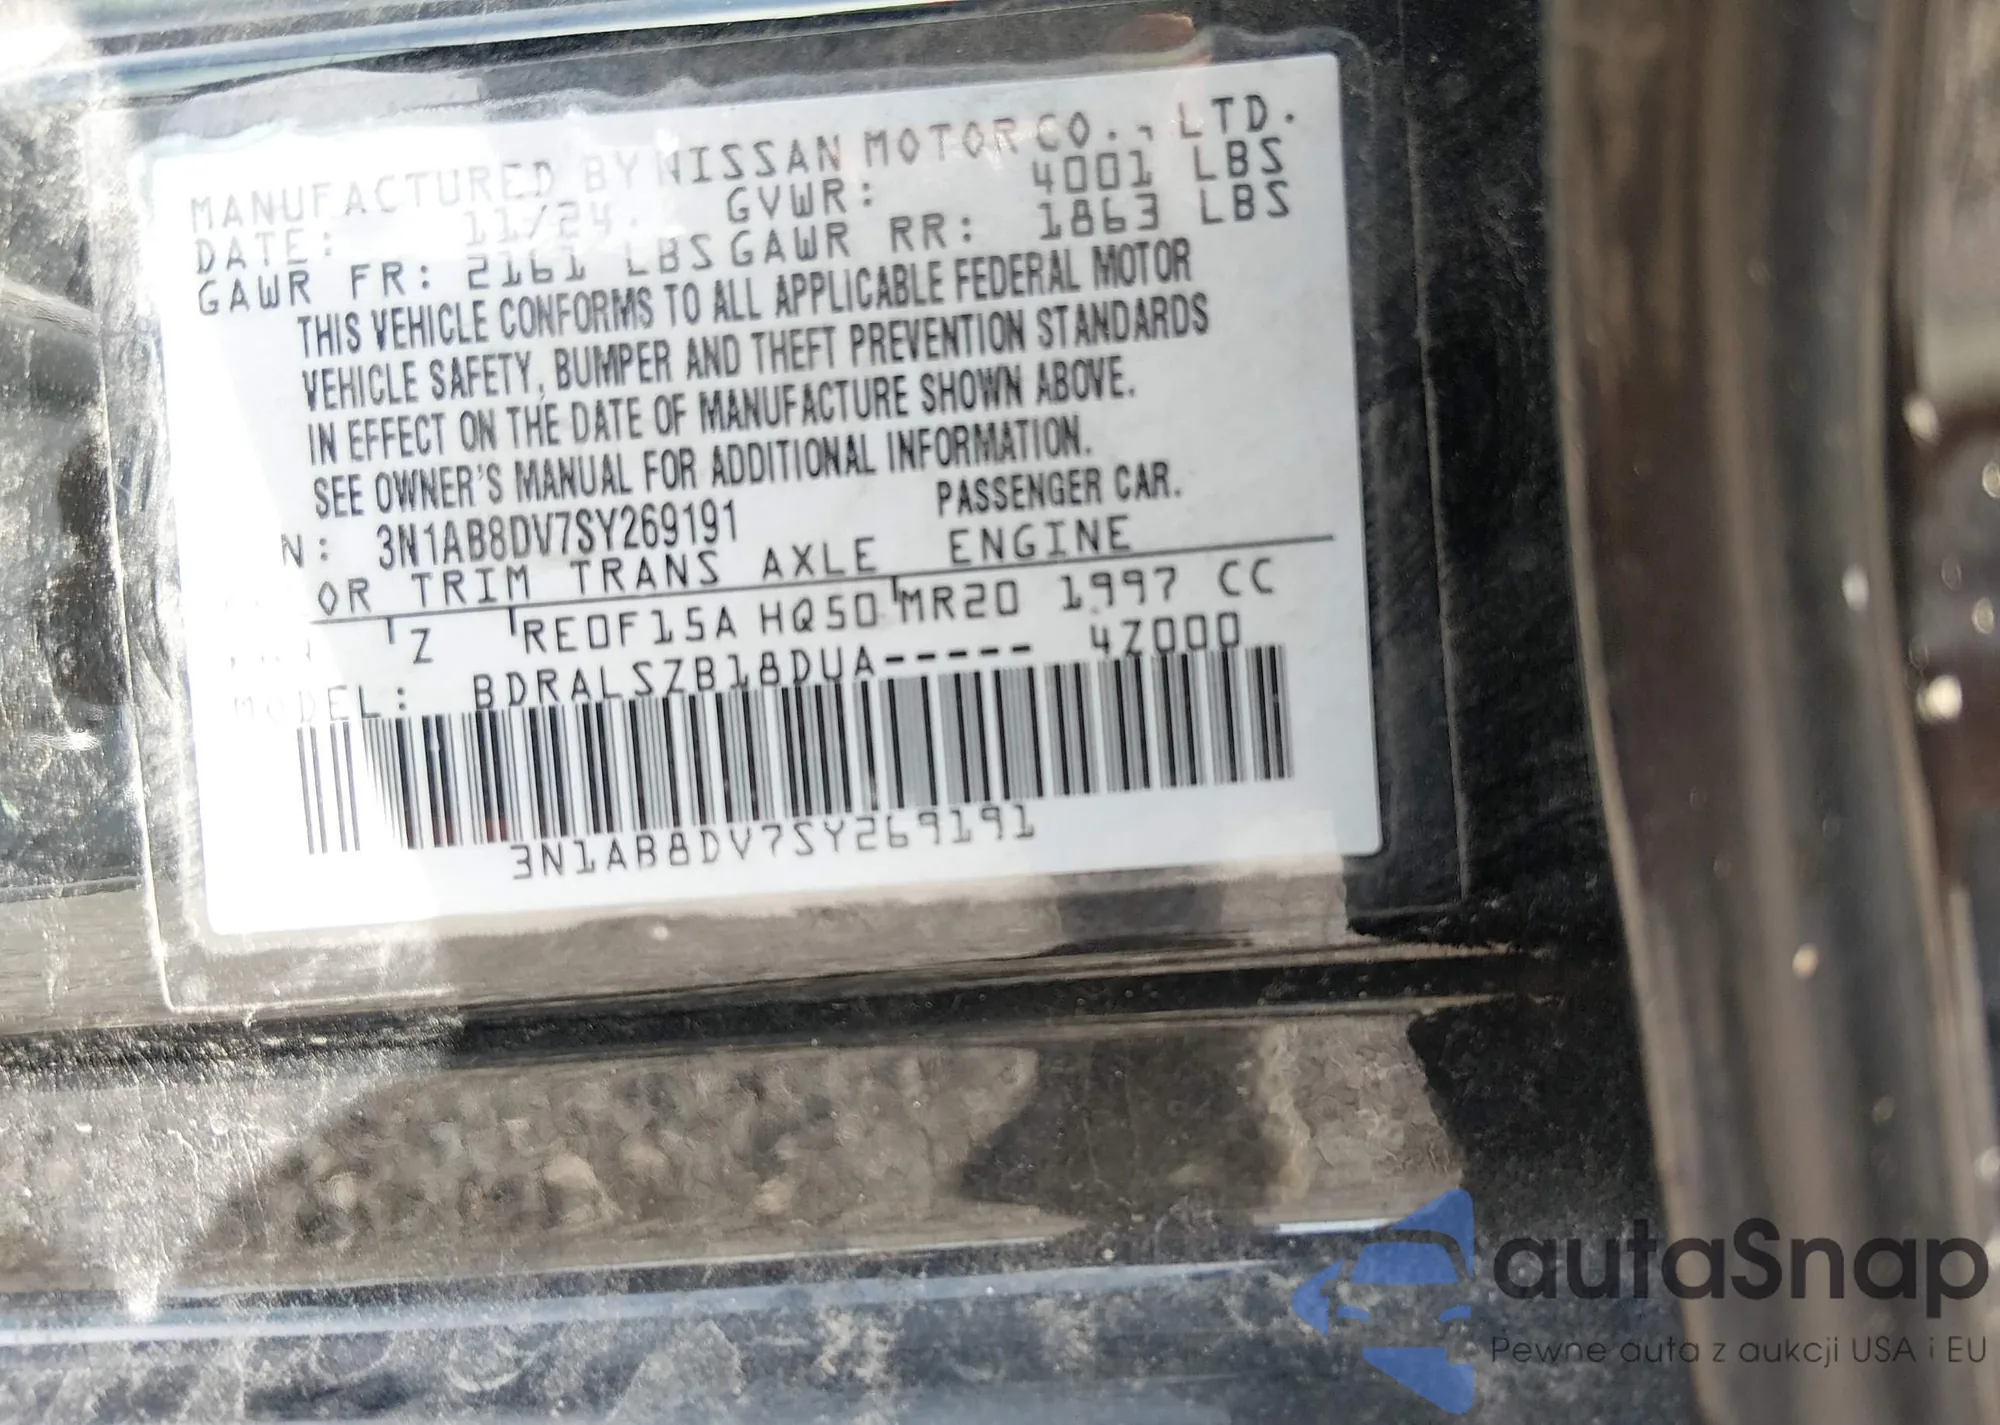 MANUFACTURED BY NISSAN MOTOR CO., LTD.
DATE: 11/24. GVWR: 4001 LBS
GAWR FR: 2161 LBS GAWR RR: 1863 LBS
THIS VEHICLE CONFORMS TO ALL APPLICABLE FEDERAL MOTOR
VEHICLE SAFETY, BUMPER AND THEFT PREVENTION STANDARDS
IN EFFECT ON THE DATE OF MANUFACTURE SHOWN ABOVE.
SEE OWNER'S MANUAL FOR ADDITIONAL INFORMATION.
N: 3N1AB8DV7SY269191 PASSENGER CAR.
OR TRIM TRANS AXLE ENGINE
Z RE0F15A HQ50 MR20 1997 CC
MODEL: BDRALSZB18DUA----- 4Z000
3N1AB8DV7SY269191
autaSnap
Pewne auta z aukcji USA i EU